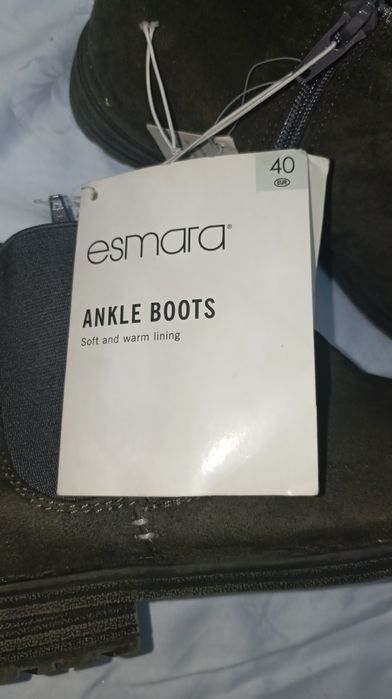 40
EUR
esmara®
ANKLE BOOTS
Soft and warm lining